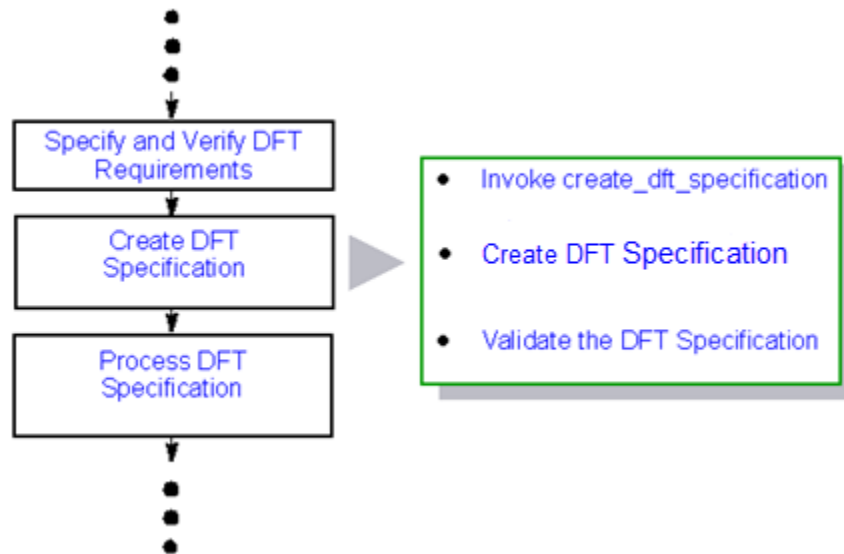 Specify and Verify DFT
Requirements
Create DFT
Specification
Process DFT
Specification
Invoke create_dft_specification
Create DFT Specification
Validate the DFT Specification